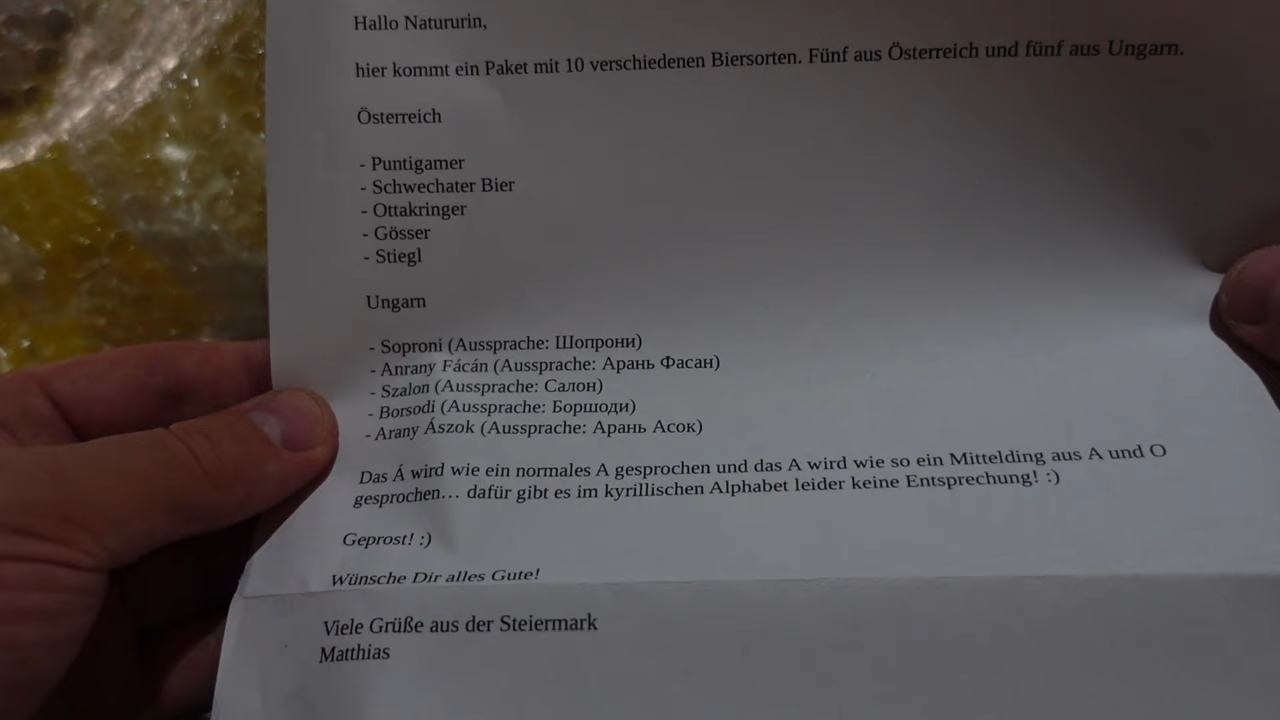 Hallo Natururin,
hier kommt ein Paket mit 10 verschiedenen Biersorten. Fünf aus Österreich und fünf aus Ungarn.
Österreich
- Puntigamer
- Schwechater Bier
- Ottakringer
- Gösser
- Stiegl
Ungarn
- Soproni (Aussprache: Шопрони)
- Anrany Fácán (Aussprache: Арань Фасан)
- Szalon (Aussprache: Салон)
- Borsodi (Aussprache: Боршоди)
- Arany Ászok (Aussprache: Арань Асок)
Das Á wird wie ein normales A gesprochen und das A wird wie so ein Mittelding aus A und O
gesprochen… dafür gibt es im kyrillischen Alphabet leider keine Entsprechung! :)
Geprost! :)
Wünsche Dir alles Gute!
Viele Grüße aus der Steiermark
Matthias